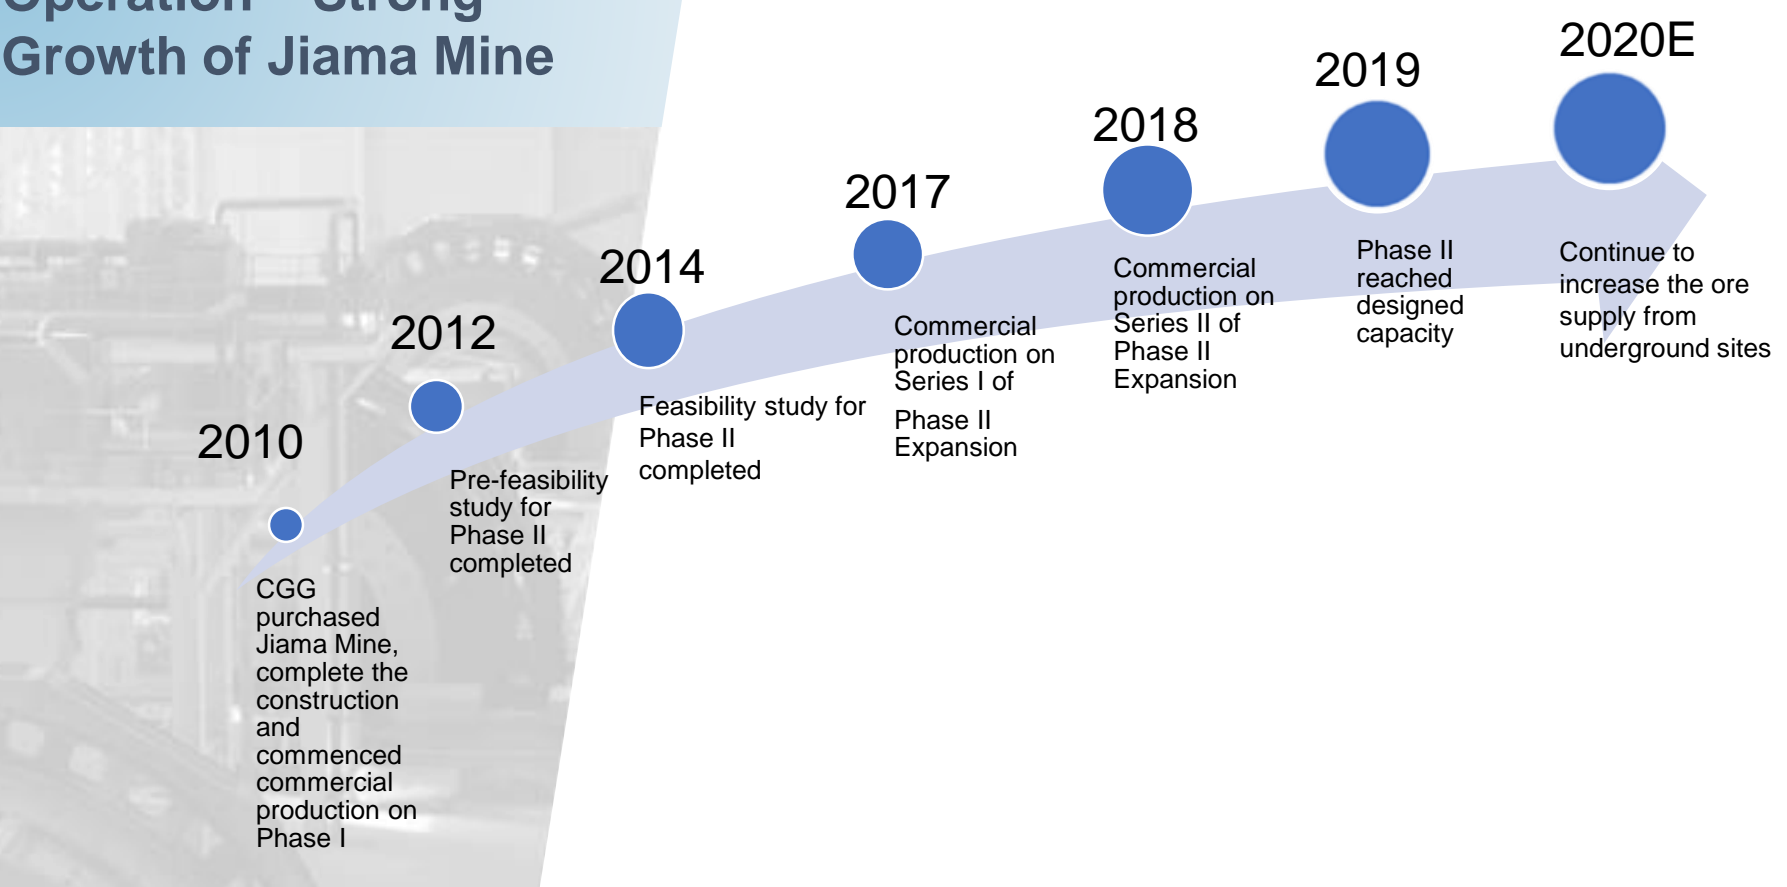 Operation – Strong
Growth of Jiama Mine
2010
CGG
purchased
Jiama Mine,
complete the
construction
and
commenced
commercial
production on
Phase I
2012
Pre-feasibility
study for
Phase II
completed
2014
Feasibility study for
Phase II
completed
2017
Commercial
production on
Series I of
Phase II
Expansion
2018
Commercial
production on
Series II of
Phase II
Expansion
2019
Phase II
reached
designed
capacity
2020E
Continue to
increase the ore
supply from
underground sites